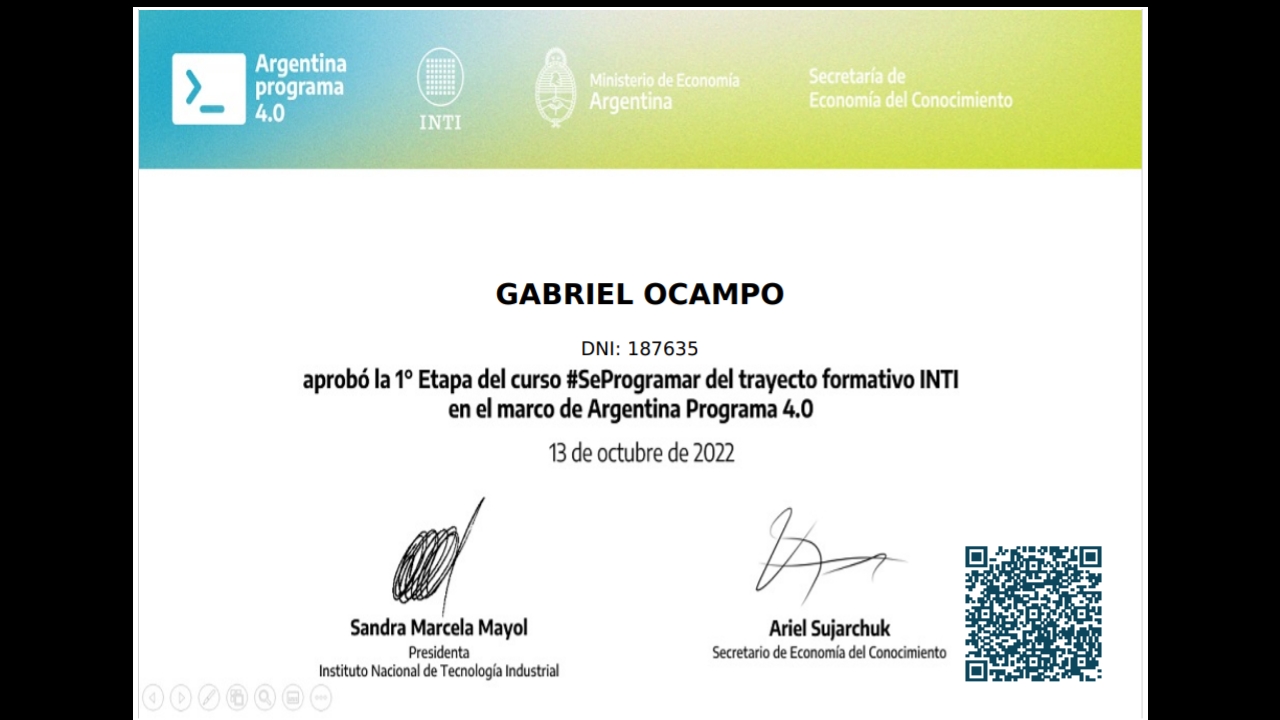 Argentina
programa
4.0
INTI
Ministerio de Economía
Argentina
Secretaría de
Economía del Conocimiento
GABRIEL OCAMPO
DNI: 187635
aprobó la 1° Etapa del curso #SeProgramar del trayecto formativo INTI
en el marco de Argentina Programa 4.0
13 de octubre de 2022
Sandra Marcela Mayol
Presidenta
Instituto Nacional de Tecnología Industrial
Ariel Sujarchuk
Secretario de Economía del Conocimiento